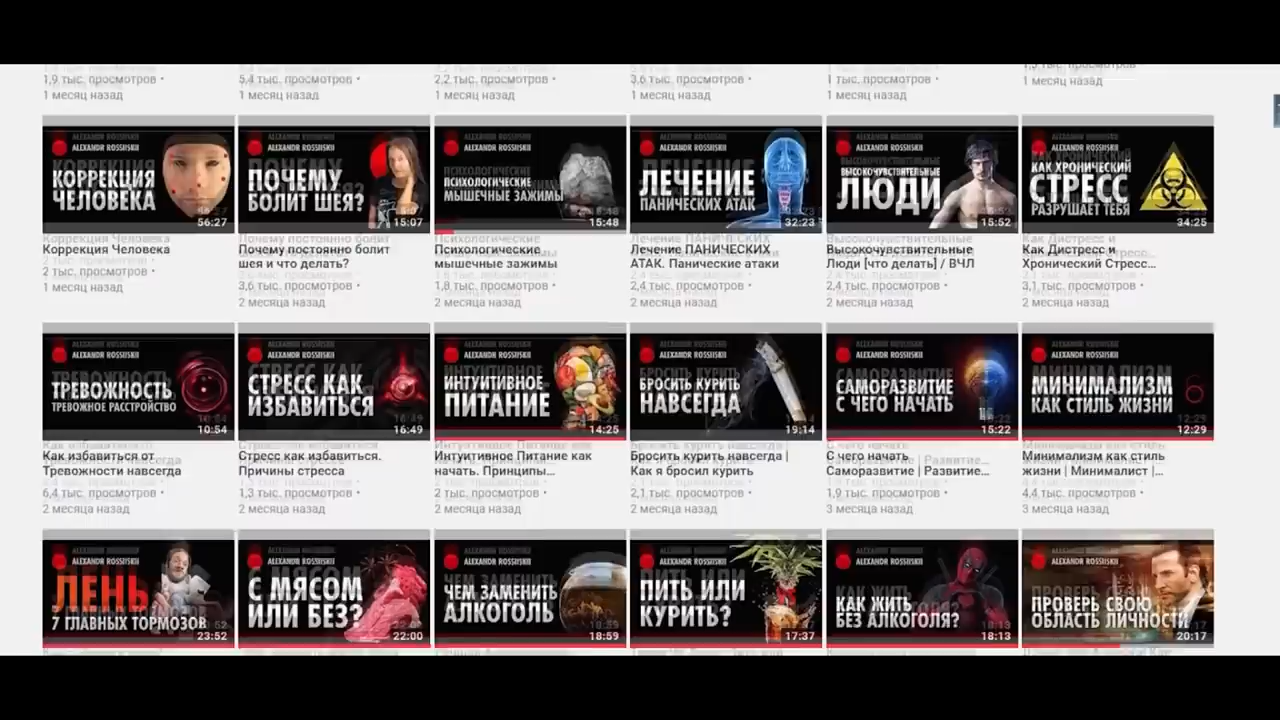 1,9 тыс. просмотров •
1 месяц назад
5,4 тыс. просмотров •
1 месяц назад
2,2 тыс. просмотров •
1 месяц назад
3,6 тыс. просмотров •
1 месяц назад
1 тыс. просмотров •
1 месяц назад
1 месяц назад
ALEXANDR ROSSIISKII
КОРРЕКЦИЯ
ЧЕЛОВЕКА
56:27
Коррекция Человека
2 тыс. просмотров •
1 месяц назад
ALEXANDR ROSSIISKII
ПОЧЕМУ
БОЛИТ ШЕЯ?
15:07
Почему постоянно болит
шея и что делать?
3,6 тыс. просмотров •
2 месяца назад
ALEXANDR ROSSIISKII
ПСИХОЛОГИЧЕСКИЕ
МЫШЕЧНЫЕ ЗАЖИМЫ
15:48
Психологические
мышечные зажимы
1,8 тыс. просмотров •
2 месяца назад
ALEXANDR ROSSIISKII
ЛЕЧЕНИЕ
ПАНИЧЕСКИХ АТАК
32:23
Лечение ПАНИЧЕСКИХ
АТАК. Панические атаки
2,4 тыс. просмотров •
2 месяца назад
ALEXANDR ROSSIISKII
ВЫСОКОЧУВСТВИТЕЛЬНЫЕ
ЛЮДИ
15:52
Высокочувствительные
Люди [что делать] / ВЧЛ
2,4 тыс. просмотров •
2 месяца назад
ALEXANDR ROSSIISKII
КАК ХРОНИЧЕСКИЙ
СТРЕСС
РАЗРУШАЕТ ТЕБЯ
34:25
Как Дистресс и
Хронический Стресс...
3,1 тыс. просмотров •
2 месяца назад
ALEXANDR ROSSIISKII
ТРЕВОЖНОСТЬ
ТРЕВОЖНОЕ РАССТРОЙСТВО
10:54
Как избавиться от
Тревожности навсегда
6,4 тыс. просмотров •
2 месяца назад
ALEXANDR ROSSIISKII
СТРЕСС КАК
ИЗБАВИТЬСЯ
16:49
Стресс как избавиться.
Причины стресса
1,3 тыс. просмотров •
2 месяца назад
ALEXANDR ROSSIISKII
ИНТУИТИВНОЕ
ПИТАНИЕ
14:25
Интуитивное Питание как
начать. Принципы...
2 тыс. просмотров •
2 месяца назад
ALEXANDR ROSSIISKII
БРОСИТЬ КУРИТЬ
НАВСЕГДА
19:14
Бросить курить навсегда |
Как я бросил курить
2,1 тыс. просмотров •
2 месяца назад
ALEXANDR ROSSIISKII
САМОРАЗВИТИЕ
С ЧЕГО НАЧАТЬ
15:22
С чего начать
Саморазвитие | Развитие...
1,9 тыс. просмотров •
3 месяца назад
ALEXANDR ROSSIISKII
МИНИМАЛИЗМ
КАК СТИЛЬ ЖИЗНИ
12:29
Минимализм как стиль
жизни | Минималист |...
4,4 тыс. просмотров •
3 месяца назад
ALEXANDR ROSSIISKII
ЛЕНЬ
7 ГЛАВНЫХ ТОРМОЗОВ
23:52
ALEXANDR ROSSIISKII
С МЯСОМ
ИЛИ БЕЗ?
22:00
ALEXANDR ROSSIISKII
ЧЕМ ЗАМЕНИТЬ
АЛКОГОЛЬ
18:59
ALEXANDR ROSSIISKII
ПИТЬ ИЛИ
КУРИТЬ?
17:37
ALEXANDR ROSSIISKII
КАК ЖИТЬ
БЕЗ АЛКОГОЛЯ?
18:13
ALEXANDR ROSSIISKII
ПРОВЕРЬ СВОЮ
ОБЛАСТЬ ЛИЧНОСТИ
20:17